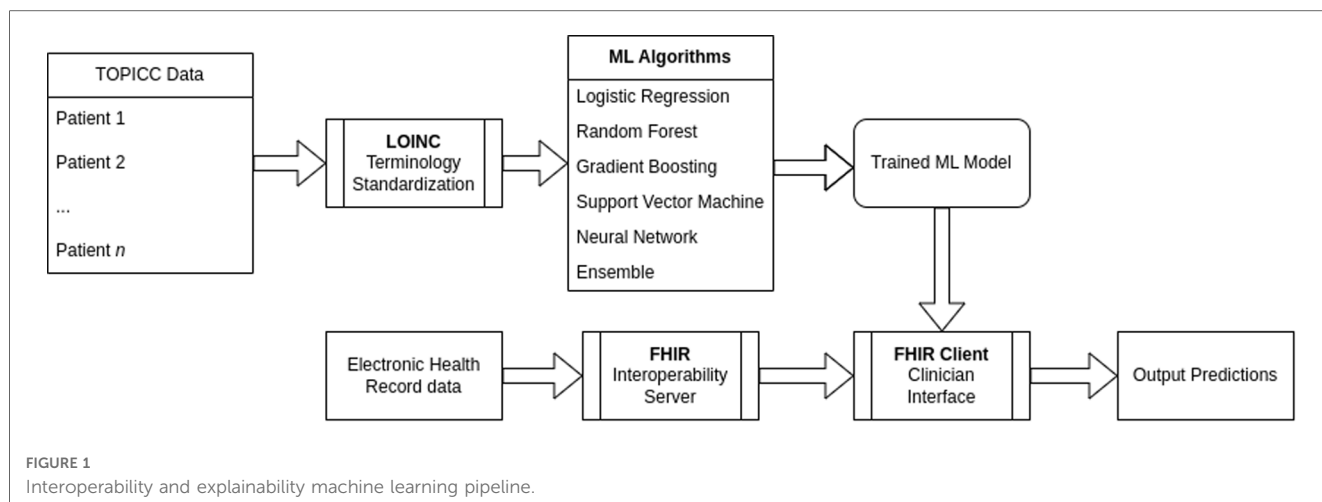 TOPICC Data
Patient 1
Patient 2
...
Patient n
LOINC
Terminology
Standardization
ML Algorithms
Logistic Regression
Random Forest
Gradient Boosting
Support Vector Machine
Neural Network
Ensemble
Trained ML Model
Electronic Health
Record data
FHIR
Interoperability
Server
FHIR Client
Clinician
Interface
Output Predictions
FIGURE 1
Interoperability and explainability machine learning pipeline.